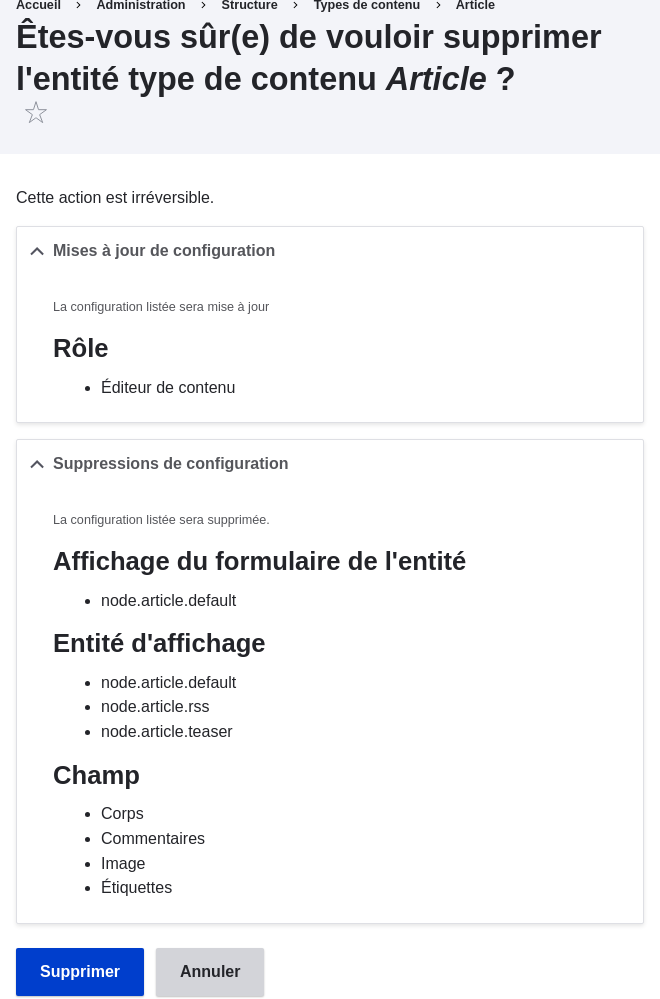 Accueil > Administration > Structure > Types de contenu > Article
Êtes-vous sûr(e) de vouloir supprimer
l'entité type de contenu Article ?
Cette action est irréversible.
Mises à jour de configuration
La configuration listée sera mise à jour
Rôle
Éditeur de contenu
Suppressions de configuration
La configuration listée sera supprimée.
Affichage du formulaire de l'entité
node.article.default
Entité d'affichage
node.article.default
node.article.rss
node.article.teaser
Champ
Corps
Commentaires
Image
Étiquettes
Supprimer Annuler